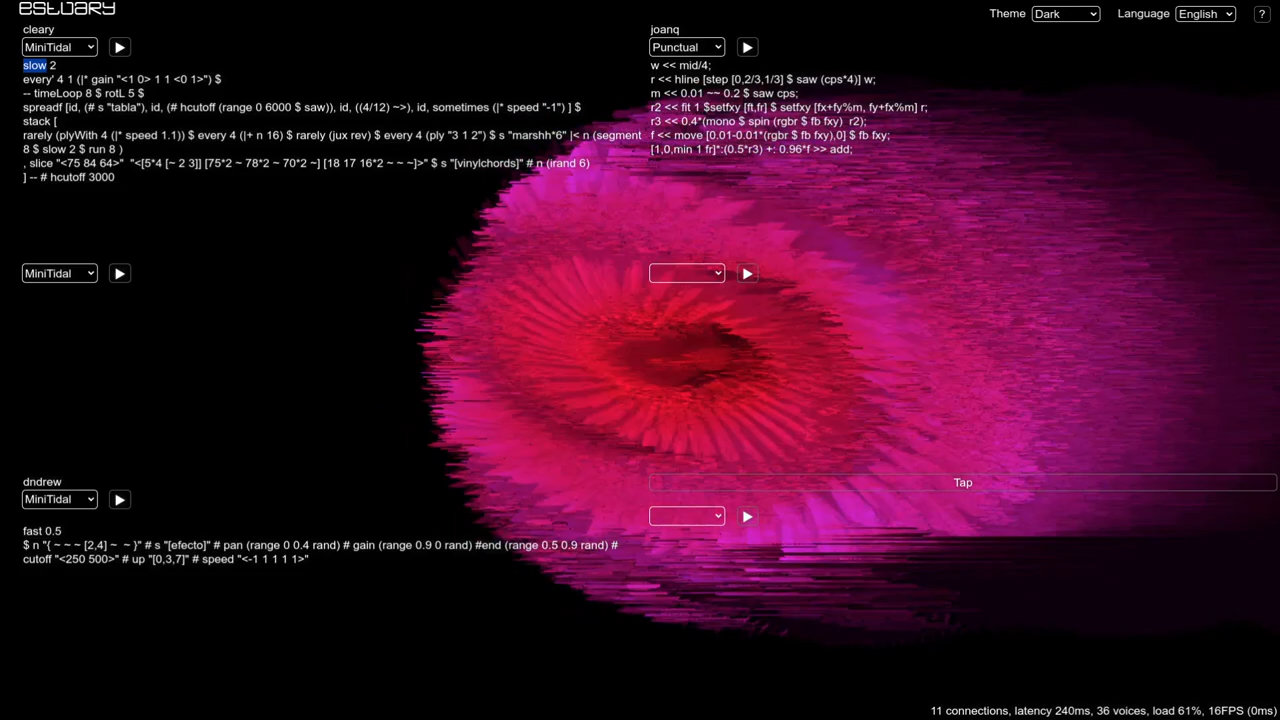 estuary
Theme Dark Language English ?
cleary
MiniTidal
slow 2
every' 4 1 (|* gain "<1 0> 1 1 <0 1>") $
-- timeLoop 8 $ rotL 5 $
spreadf [id, (# s "tabla"), id, (# hcutoff (range 0 6000 $ saw)), id, ((4/12) ~>), id, sometimes (|* speed "-1") ] $
stack [
rarely (plyWith 4 (|* speed 1.1)) $ every 4 (|+ n 16) $ rarely (jux rev) $ every 4 (ply "3 1 2") $ s "marshh*6" |< n (segment
8 $ slow 2 $ run 8 )
, slice "<75 84 64>"  "<[5*4 [~ 2 3]] [75*2 ~ 78*2 ~ 70*2 ~] [18 17 16*2 ~ ~ ~]>" $ s "[vinylchords]" # n (irand 6)
] -- # hcutoff 3000
joanq
Punctual
w << mid/4;
r << hline [step [0,2/3,1/3] $ saw (cps*4)] w;
m << 0.01 ~~ 0.2 $ saw cps;
r2 << fit 1 $setfxy [ft,fr] $ setfxy [fx+fy%m, fy+fx%m] r;
r3 << 0.4*(mono $ spin (rgbr $ fb fxy)  r2);
f << move [0.01-0.01*(rgbr $ fb fxy),0] $ fb fxy;
[1,0,min 1 fr]*:(0.5*r3) +: 0.96*f >> add;
MiniTidal
dndrew
MiniTidal
fast 0.5
$ n "{ ~ ~ ~ [2,4] ~  ~ }" # s "[efecto]" # pan (range 0 0.4 rand) # gain (range 0.9 0 rand) #end (range 0.5 0.9 rand) #
cutoff "<250 500>" # up "[0,3,7]" # speed "<-1 1 1 1 1>"
Tap
11 connections, latency 240ms, 36 voices, load 61%, 16FPS (0ms)